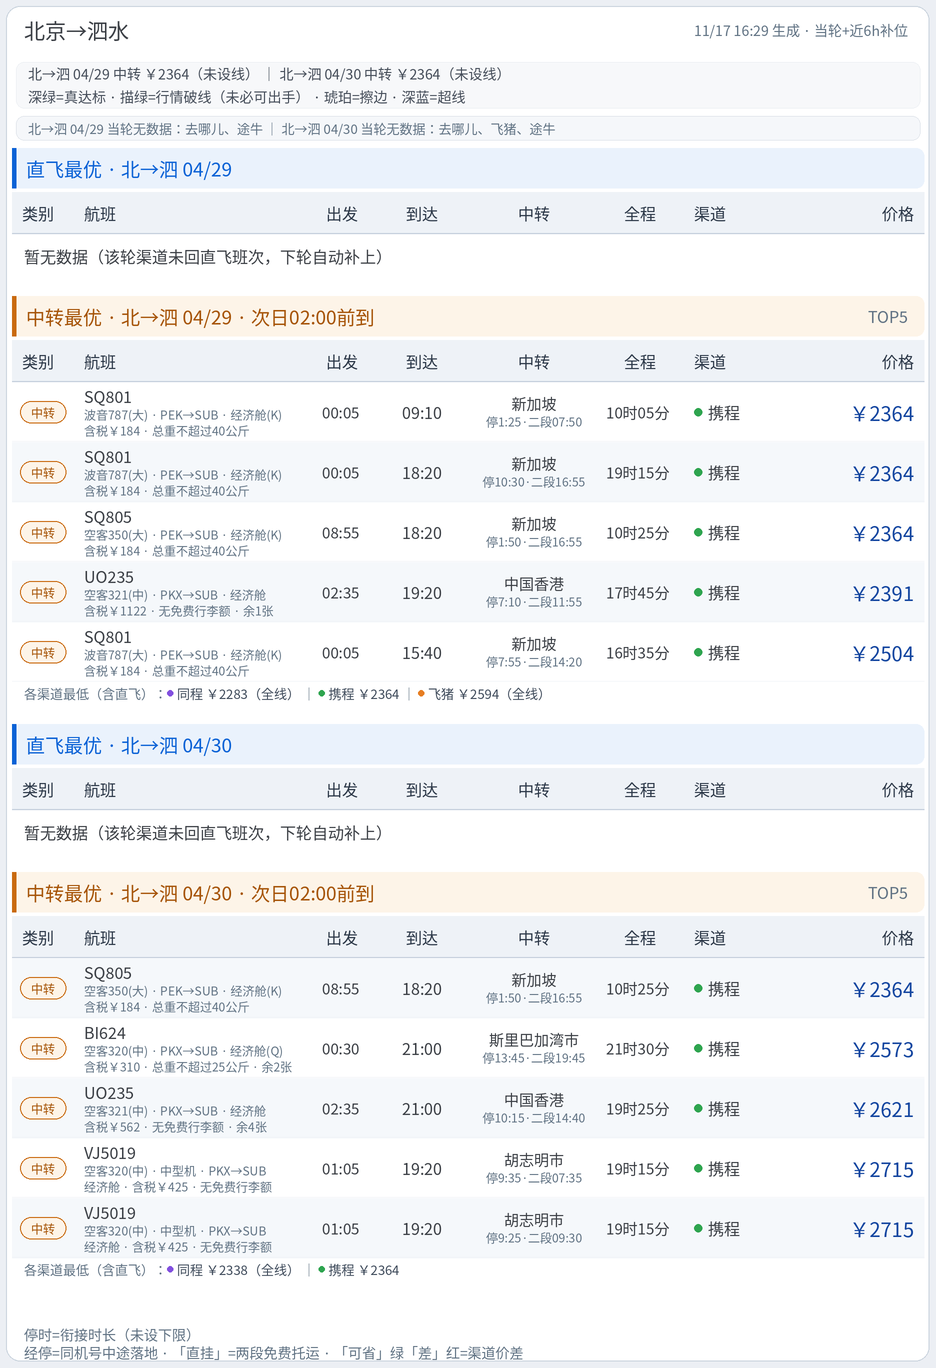 北京→泗水
11/17 16:29 生成 · 当轮+近6h补位
北→泗 04/29 中转 ￥2364（未设线） ｜ 北→泗 04/30 中转 ￥2364（未设线）
深绿=真达标 · 描绿=行情破线（未必可出手） · 琥珀=擦边 · 深蓝=超线
北→泗 04/29 当轮无数据：去哪儿、途牛 ｜ 北→泗 04/30 当轮无数据：去哪儿、飞猪、途牛
直飞最优 · 北→泗 04/29
类别 航班 出发 到达 中转 全程 渠道 价格
暂无数据（该轮渠道未回直飞班次，下轮自动补上）
中转最优 · 北→泗 04/29 · 次日02:00前到 TOP5
类别 航班 出发 到达 中转 全程 渠道 价格
SQ801
中转 波音787(大) · PEK→SUB · 经济舱(K) 00:05 09:10 新加坡 10时05分 携程 ￥2364
含税￥184 · 总重不超过40公斤 停1:25·二段07:50
SQ801
中转 波音787(大) · PEK→SUB · 经济舱(K) 00:05 18:20 新加坡 19时15分 携程 ￥2364
含税￥184 · 总重不超过40公斤 停10:30·二段16:55
SQ805
中转 空客350(大) · PEK→SUB · 经济舱(K) 08:55 18:20 新加坡 10时25分 携程 ￥2364
含税￥184 · 总重不超过40公斤 停1:50·二段16:55
UO235
中转 空客321(中) · PKX→SUB · 经济舱 02:35 19:20 中国香港 17时45分 携程 ￥2391
含税￥1122 · 无免费行李额 · 余1张 停7:10·二段11:55
SQ801
中转 波音787(大) · PEK→SUB · 经济舱(K) 00:05 15:40 新加坡 16时35分 携程 ￥2504
含税￥184 · 总重不超过40公斤 停7:55·二段14:20
各渠道最低（含直飞）：同程 ￥2283（全线） ｜ 携程 ￥2364 ｜ 飞猪 ￥2594（全线）
直飞最优 · 北→泗 04/30
类别 航班 出发 到达 中转 全程 渠道 价格
暂无数据（该轮渠道未回直飞班次，下轮自动补上）
中转最优 · 北→泗 04/30 · 次日02:00前到 TOP5
类别 航班 出发 到达 中转 全程 渠道 价格
SQ805
中转 空客350(大) · PEK→SUB · 经济舱(K) 08:55 18:20 新加坡 10时25分 携程 ￥2364
含税￥184 · 总重不超过40公斤 停1:50·二段16:55
BI624
中转 空客320(中) · PKX→SUB · 经济舱(Q) 00:30 21:00 斯里巴加湾市 21时30分 携程 ￥2573
含税￥310 · 总重不超过25公斤 · 余2张 停13:45·二段19:45
UO235
中转 空客321(中) · PKX→SUB · 经济舱 02:35 21:00 中国香港 19时25分 携程 ￥2621
含税￥562 · 无免费行李额 · 余4张 停10:15·二段14:40
VJ5019
中转 空客320(中) · 中型机 · PKX→SUB 01:05 19:20 胡志明市 19时15分 携程 ￥2715
经济舱 · 含税￥425 · 无免费行李额 停9:35·二段07:35
VJ5019
中转 空客320(中) · 中型机 · PKX→SUB 01:05 19:20 胡志明市 19时15分 携程 ￥2715
经济舱 · 含税￥425 · 无免费行李额 停9:25·二段09:30
各渠道最低（含直飞）：同程 ￥2338（全线） ｜ 携程 ￥2364
停时=衔接时长（未设下限）
经停=同机号中途落地 · 「直挂」=两段免费托运 · 「可省」绿「差」红=渠道价差